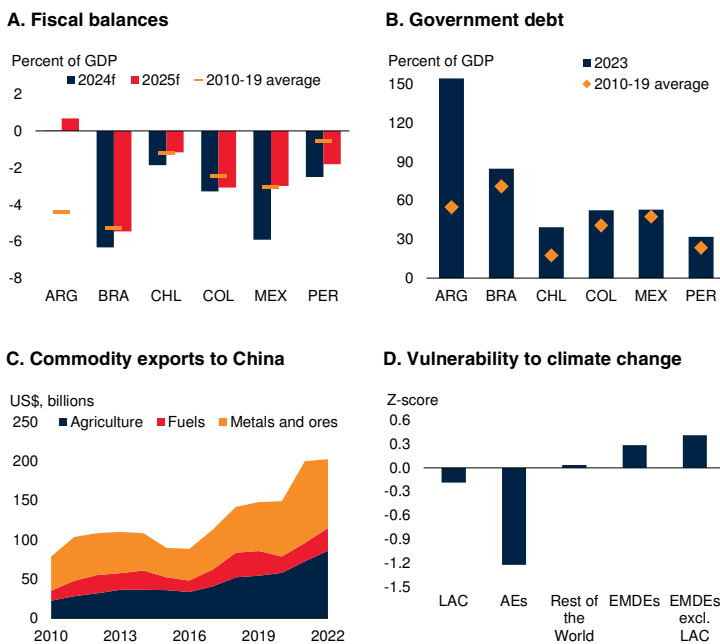 A. Fiscal balances
Percent of GDP
2024f 2025f 2010-19 average
2
0
-2
-4
-6
-8
ARG BRA CHL COL MEX PER
B. Government debt
Percent of GDP
2023
2010-19 average
150
120
90
60
30
0
ARG BRA CHL COL MEX PER
C. Commodity exports to China
US$, billions
Agriculture Fuels Metals and ores
250
200
150
100
50
0
2010 2013 2016 2019 2022
D. Vulnerability to climate change
Z-score
0.6
0.3
0.0
-0.3
-0.6
-0.9
-1.2
-1.5
LAC AEs Rest of EMDEs EMDEs
the excl.
World LAC